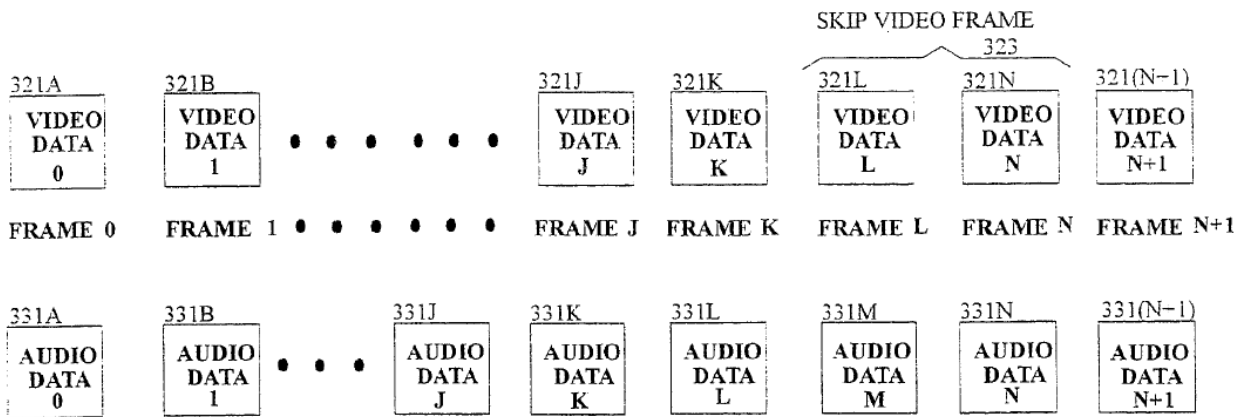 SKIP VIDEO FRAME
323
321A 321B 321J 321K 321L 321N 321(N-1)
VIDEO DATA 0
VIDEO DATA 1
VIDEO DATA J
VIDEO DATA K
VIDEO DATA L
VIDEO DATA N
VIDEO DATA N+1
FRAME 0 FRAME 1 FRAME J FRAME K FRAME L FRAME N FRAME N+1
331A 331B 331J 331K 331L 331M 331N 331(N-1)
AUDIO DATA 0
AUDIO DATA 1
AUDIO DATA J
AUDIO DATA K
AUDIO DATA L
AUDIO DATA M
AUDIO DATA N
AUDIO DATA N+1